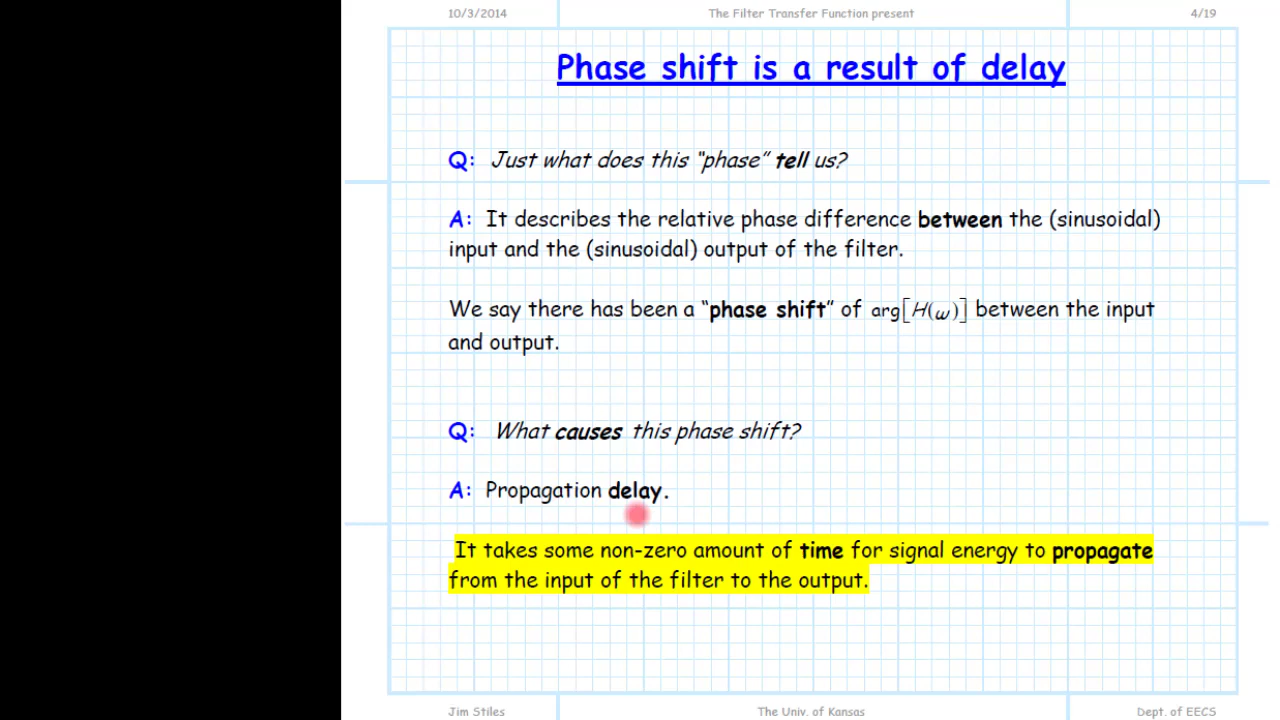 10/3/2014 The Filter Transfer Function present 4/19
Phase shift is a result of delay
Q: Just what does this “phase” tell us?
A: It describes the relative phase difference between the (sinusoidal)
input and the (sinusoidal) output of the filter.
We say there has been a “phase shift” of arg[H(ω)] between the input
and output.
Q: What causes this phase shift?
A: Propagation delay.
It takes some non-zero amount of time for signal energy to propagate
from the input of the filter to the output.
Jim Stiles The Univ. of Kansas Dept. of EECS